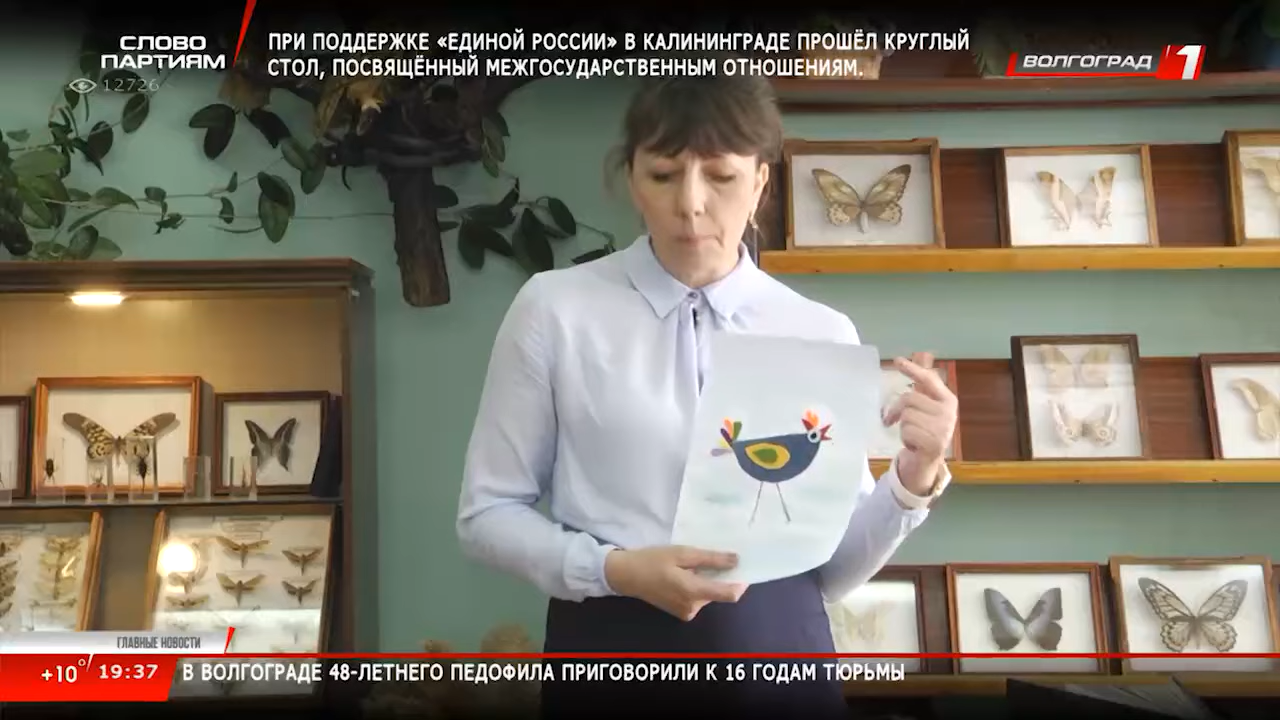 СЛОВО
ПАРТИЯМ
12726
ПРИ ПОДДЕРЖКЕ «ЕДИНОЙ РОССИИ» В КАЛИНИНГРАДЕ ПРОШЁЛ КРУГЛЫЙ
СТОЛ, ПОСВЯЩЁННЫЙ МЕЖГОСУДАРСТВЕННЫМ ОТНОШЕНИЯМ.
ВОЛГОГРАД 1
ГЛАВНЫЕ НОВОСТИ
+10° 19:37 В ВОЛГОГРАДЕ 48-ЛЕТНЕГО ПЕДОФИЛА ПРИГОВОРИЛИ К 16 ГОДАМ ТЮРЬМЫ